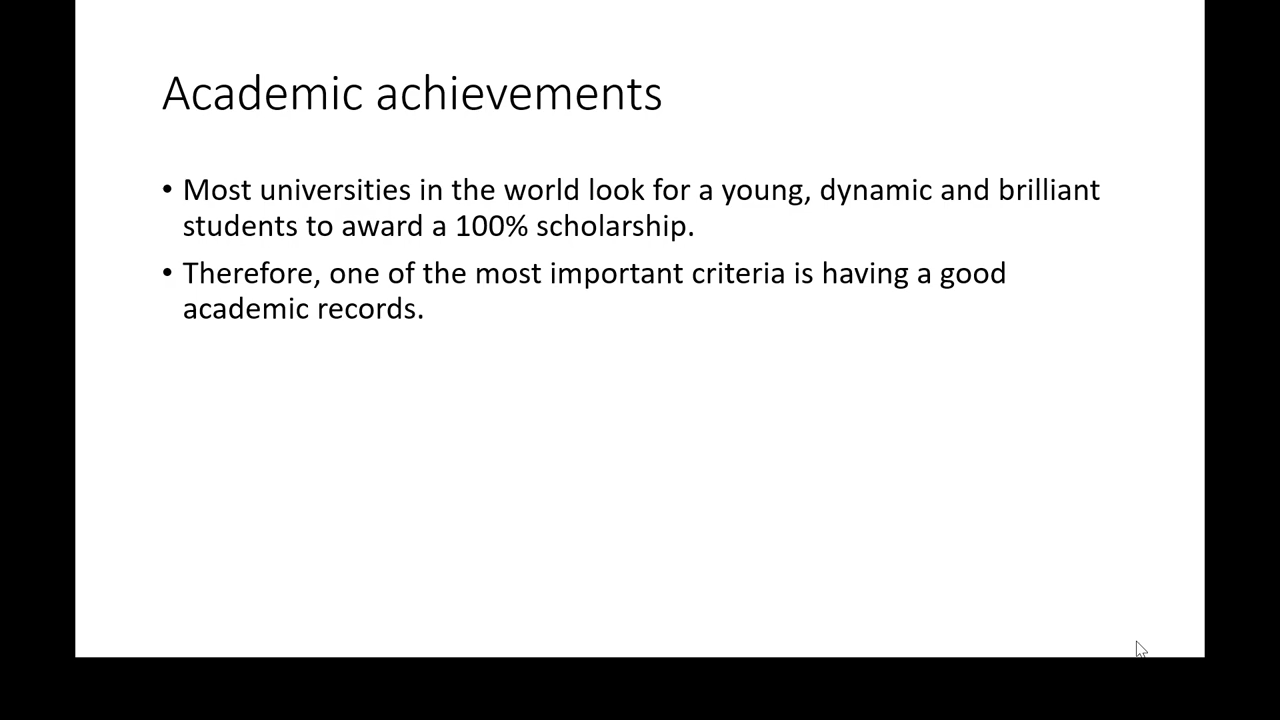 Academic achievements
• Most universities in the world look for a young, dynamic and brilliant
students to award a 100% scholarship.
• Therefore, one of the most important criteria is having a good
academic records.